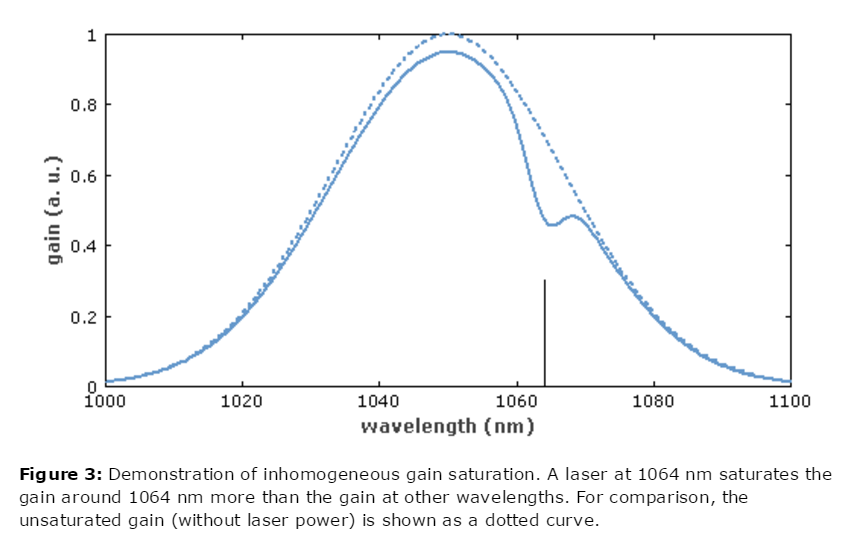 1
0.8
0.6
0.4
0.2
0
gain (a. u.)
1000 1020 1040 1060 1080 1100
wavelength (nm)
Figure 3: Demonstration of inhomogeneous gain saturation. A laser at 1064 nm saturates the
gain around 1064 nm more than the gain at other wavelengths. For comparison, the
unsaturated gain (without laser power) is shown as a dotted curve.